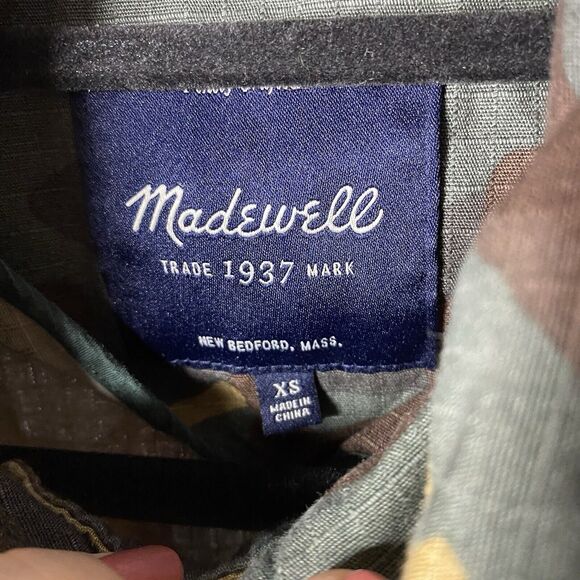 Madewell
TRADE 1937 MARK
NEW BEDFORD, MASS.
XS
MADE IN
CHINA